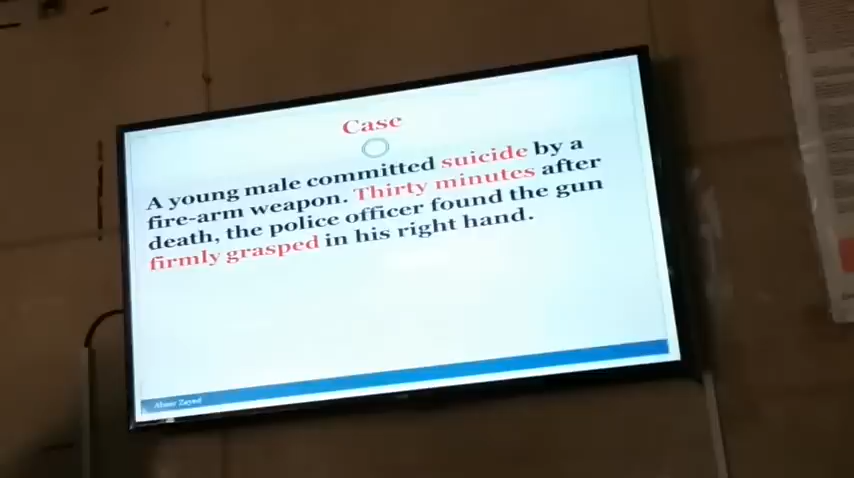 Case
A young male committed suicide by a
fire-arm weapon. Thirty minutes after
death, the police officer found the gun
firmly grasped in his right hand.
Zayed